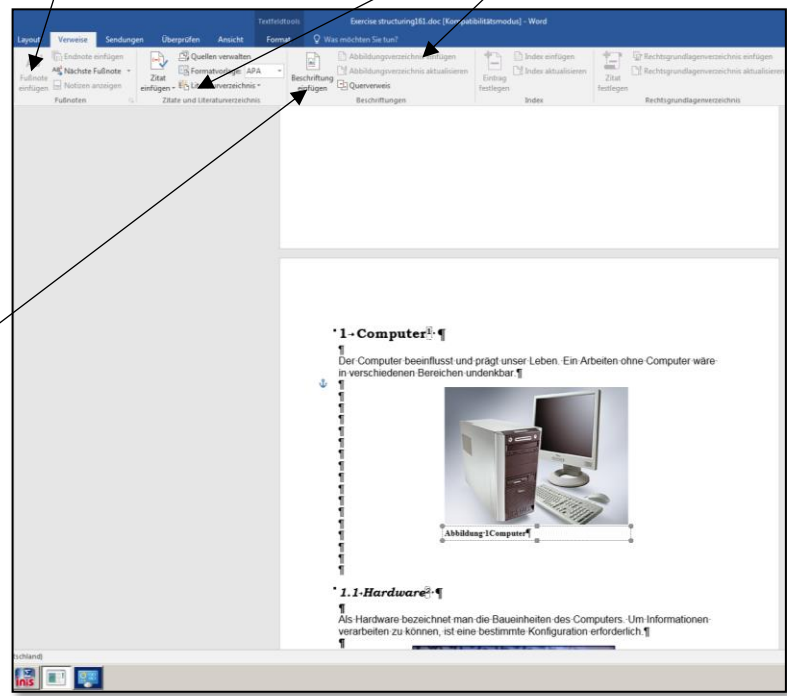 Textfeldtools Exercise structuring161.doc [Kompatibilitätsmodus] - Word
Layout Verweise Sendungen Überprüfen Ansicht Format Was möchten Sie tun?
Fußnote einfügen
Endnote einfügen
Nächste Fußnote
Notizen anzeigen
Fußnoten
Zitat einfügen
Quellen verwalten
Formatvorlage: APA
Literaturverzeichnis
Zitate und Literaturverzeichnis
Beschriftung einfügen
Abbildungsverzeichnis einfügen
Abbildungsverzeichnis aktualisieren
Querverweis
Beschriftungen
Eintrag festlegen
Index einfügen
Index aktualisieren
Index
Zitat festlegen
Rechtsgrundlagenverzeichnis einfügen
Rechtsgrundlagenverzeichnis aktualisieren
Rechtsgrundlagenverzeichnis
1 Computer¹ ¶
¶
Der Computer beeinflusst und prägt unser Leben. Ein Arbeiten ohne Computer wäre
in verschiedenen Bereichen undenkbar.¶
¶
¶
¶
¶
¶
¶
¶
¶
¶
¶
¶
¶
¶
¶
Abbildung 1Computer¶
¶
¶
1.1 Hardware² ¶
¶
Als Hardware bezeichnet man die Baueinheiten des Computers. Um Informationen
verarbeiten zu können, ist eine bestimmte Konfiguration erforderlich.¶
¶
tschland)
inis